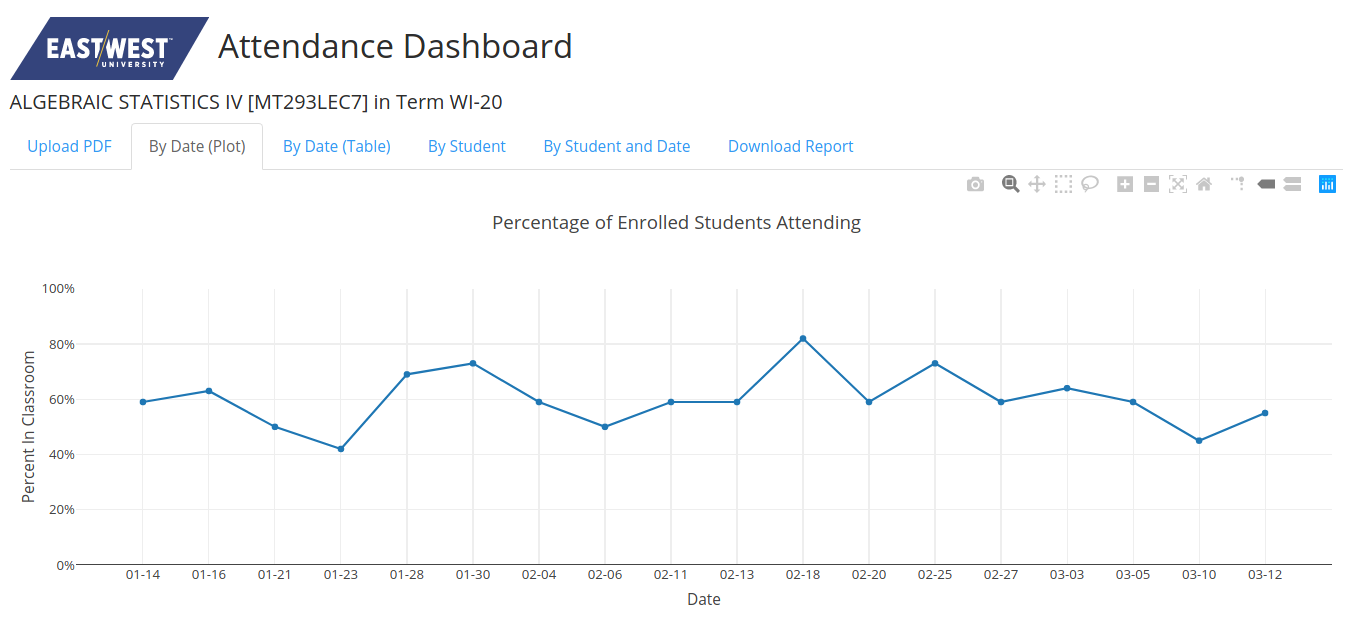 EASTWEST™
UNIVERSITY
Attendance Dashboard
ALGEBRAIC STATISTICS IV [MT293LEC7] in Term WI-20
Upload PDF By Date (Plot) By Date (Table) By Student By Student and Date Download Report
Percentage of Enrolled Students Attending
100%
80%
60%
40%
20%
0%
Percent In Classroom
01-14 01-16 01-21 01-23 01-28 01-30 02-04 02-06 02-11 02-13 02-18 02-20 02-25 02-27 03-03 03-05 03-10 03-12
Date